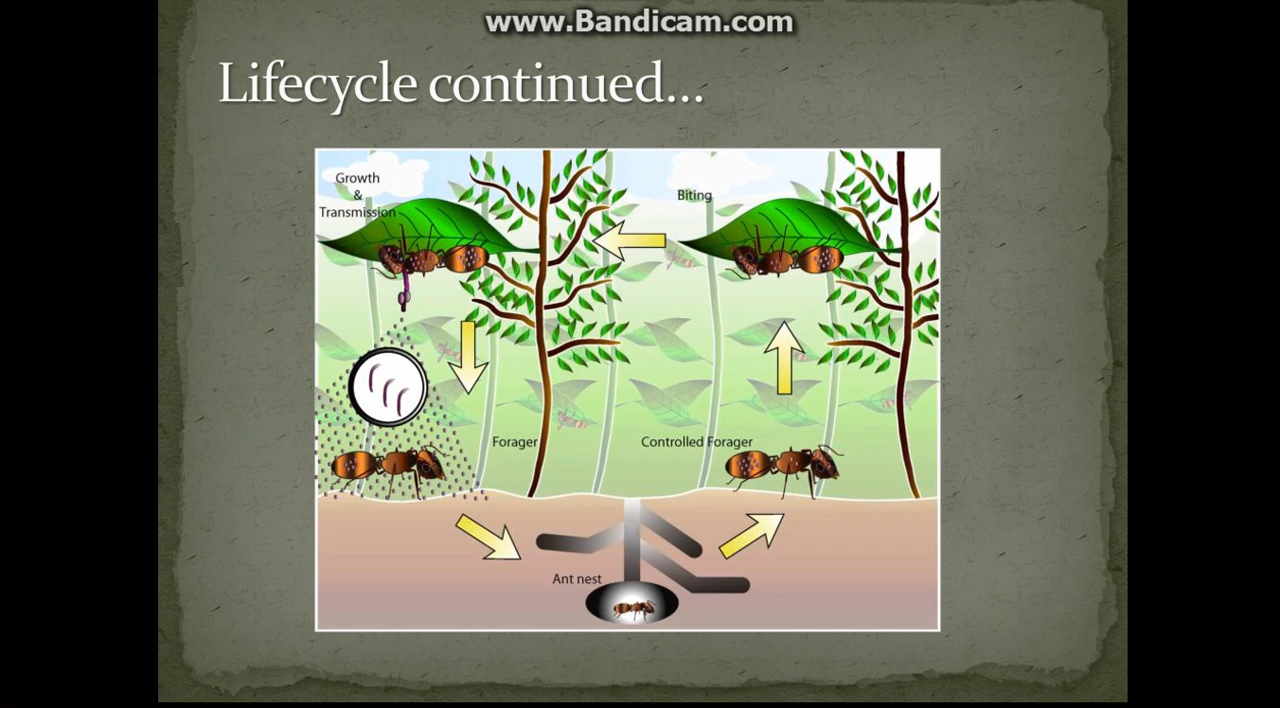 www.Bandicam.com
Lifecycle continued...
Growth
&
Transmission
Biting
Forager
Controlled Forager
Ant nest